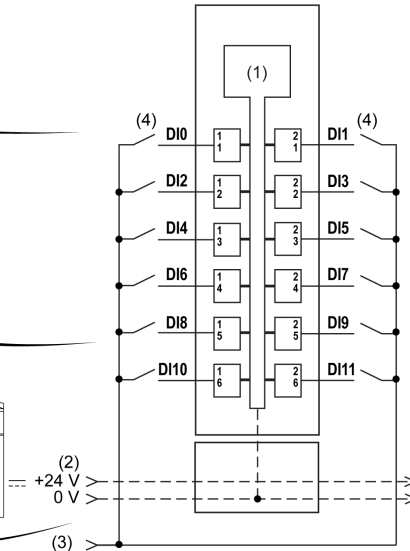 (1)
(4) (4)
DI0 1 1 2 1 DI1
DI2 1 2 2 2 DI3
DI4 1 3 2 3 DI5
DI6 1 4 2 4 DI7
DI8 1 5 2 5 DI9
DI10 1 6 2 6 DI11
(2)
+24 V
0 V
(3)